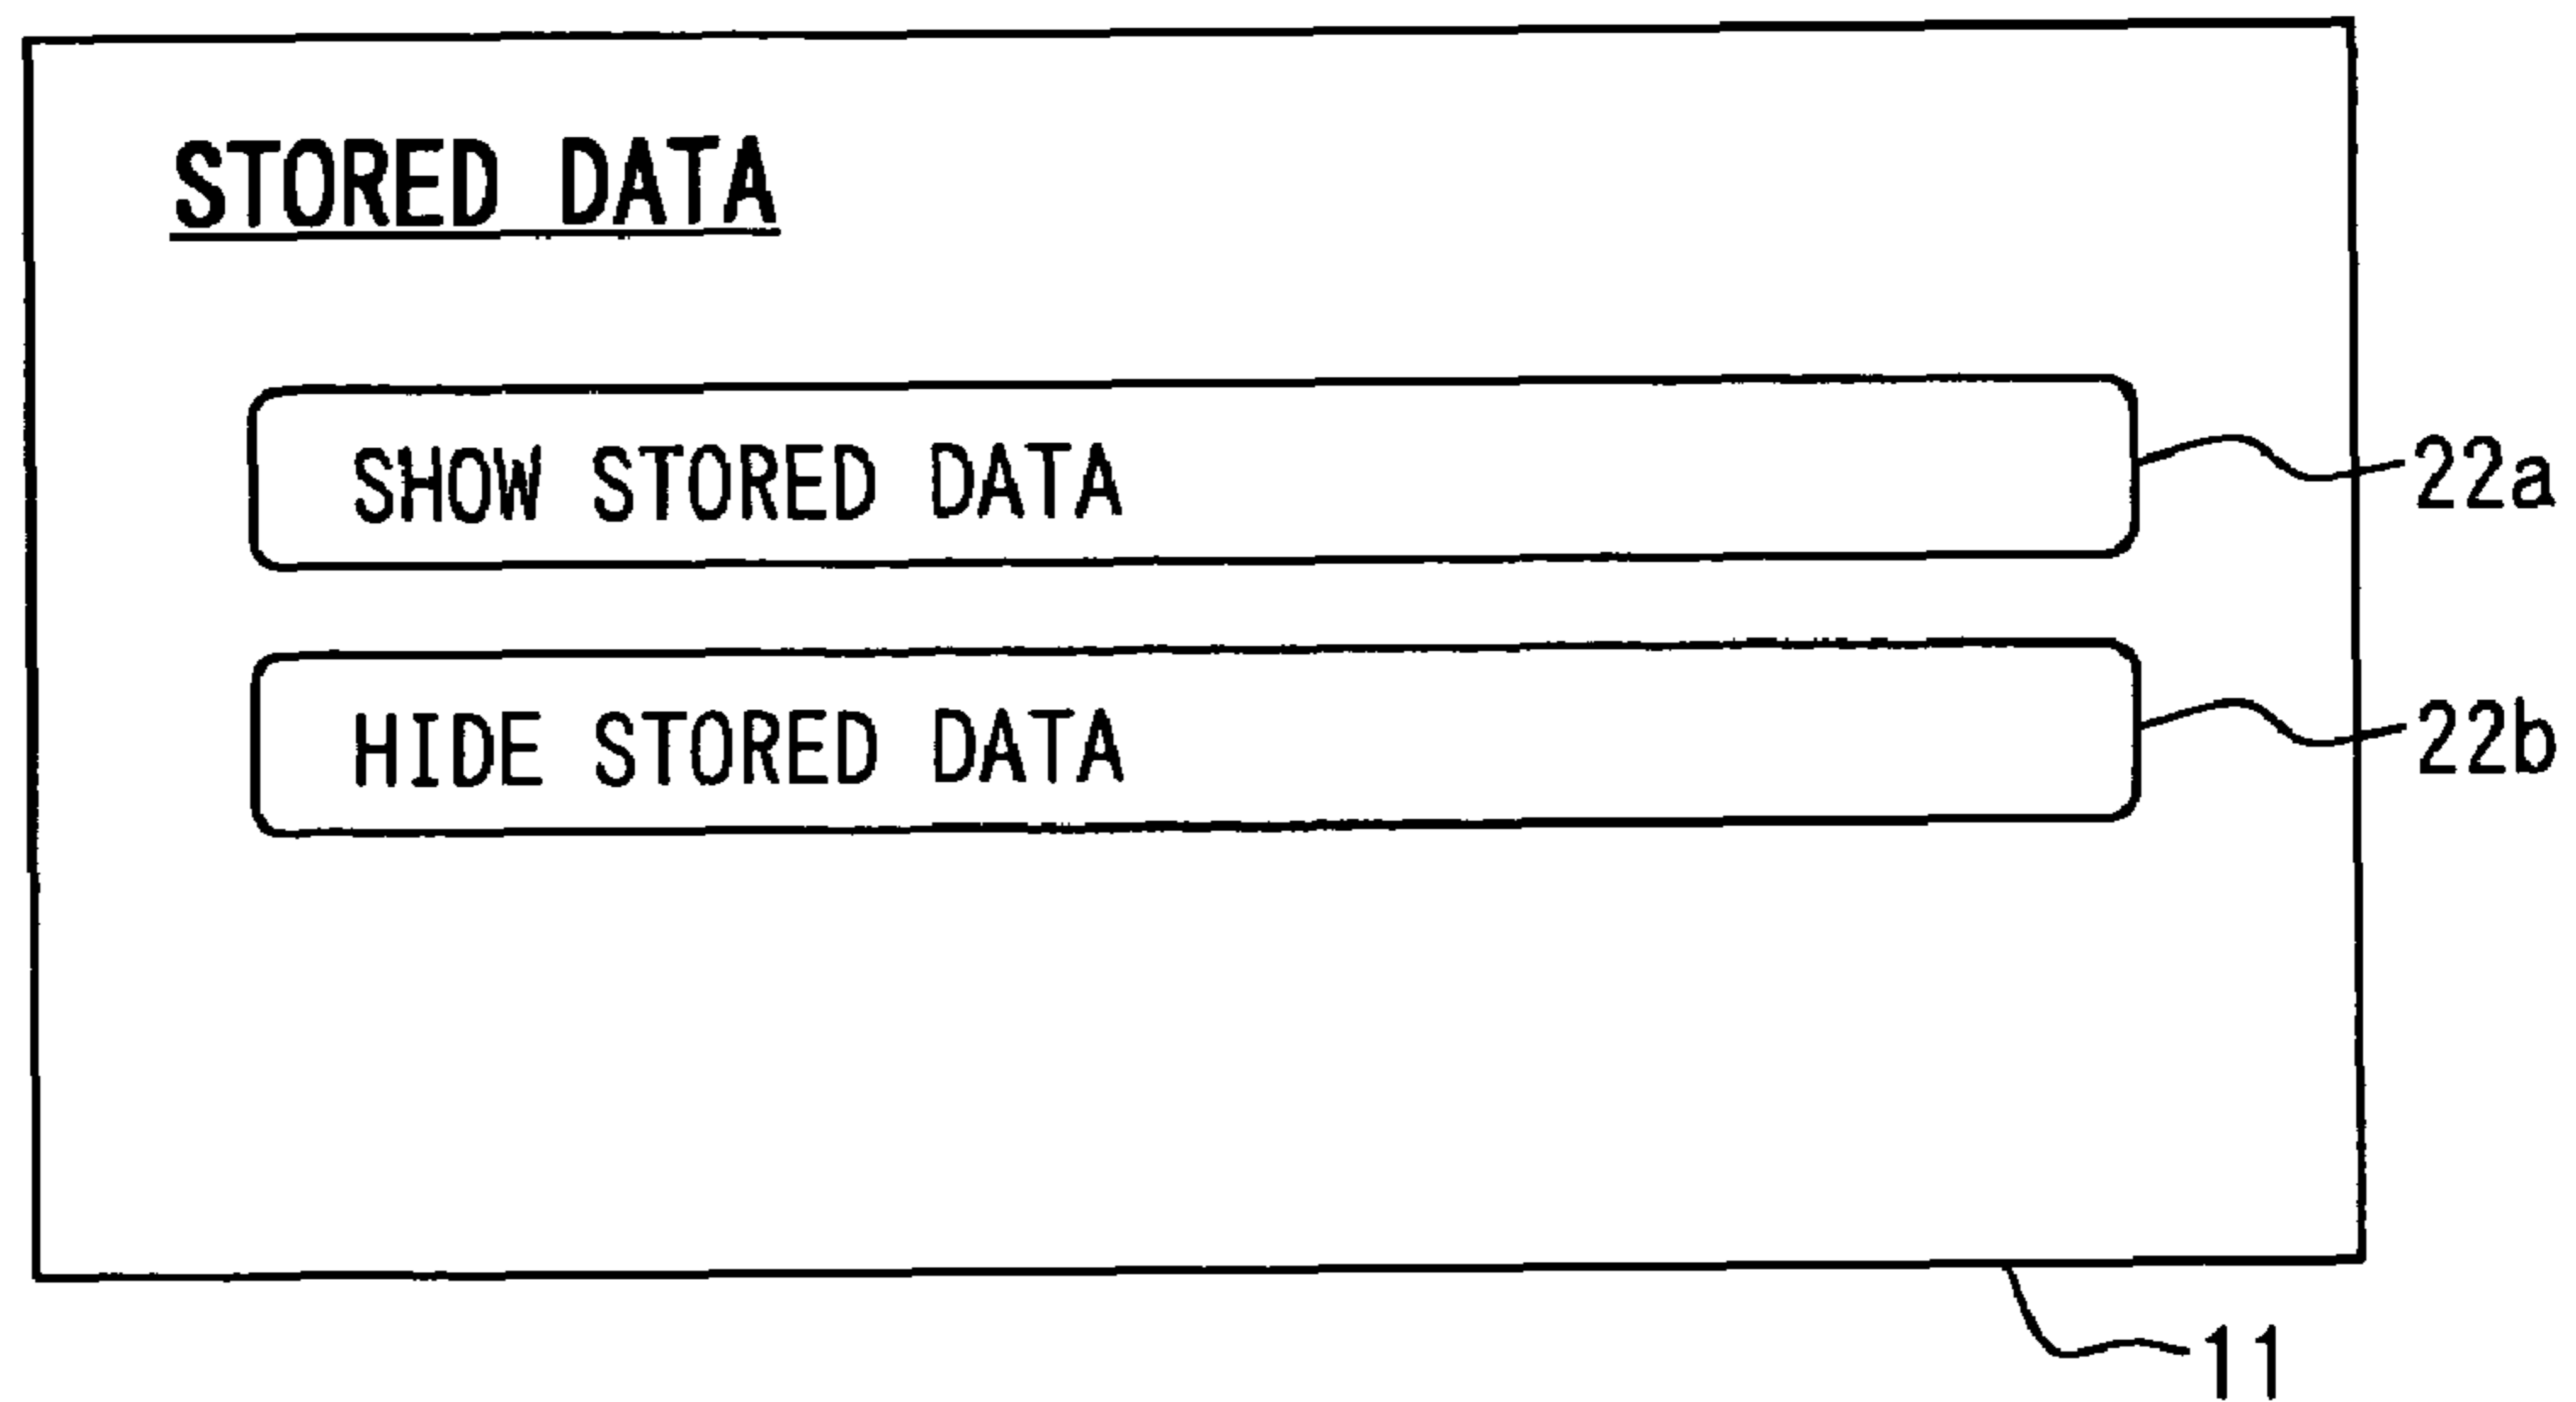 STORED DATA
SHOW STORED DATA
22a
HIDE STORED DATA
22b
11